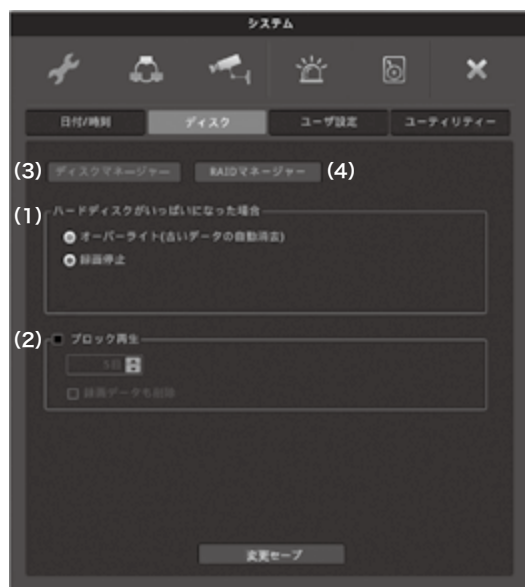 システム
日付/時刻 ディスク ユーザ設定 ユーティリティー
(3) ディスクマネージャー RAIDマネージャー (4)
(1) ハードディスクがいっぱいになった場合
オーバーライト(古いデータの自動消去)
録画停止
(2) ブロック再生
5日
録画データも削除
変更セーブ